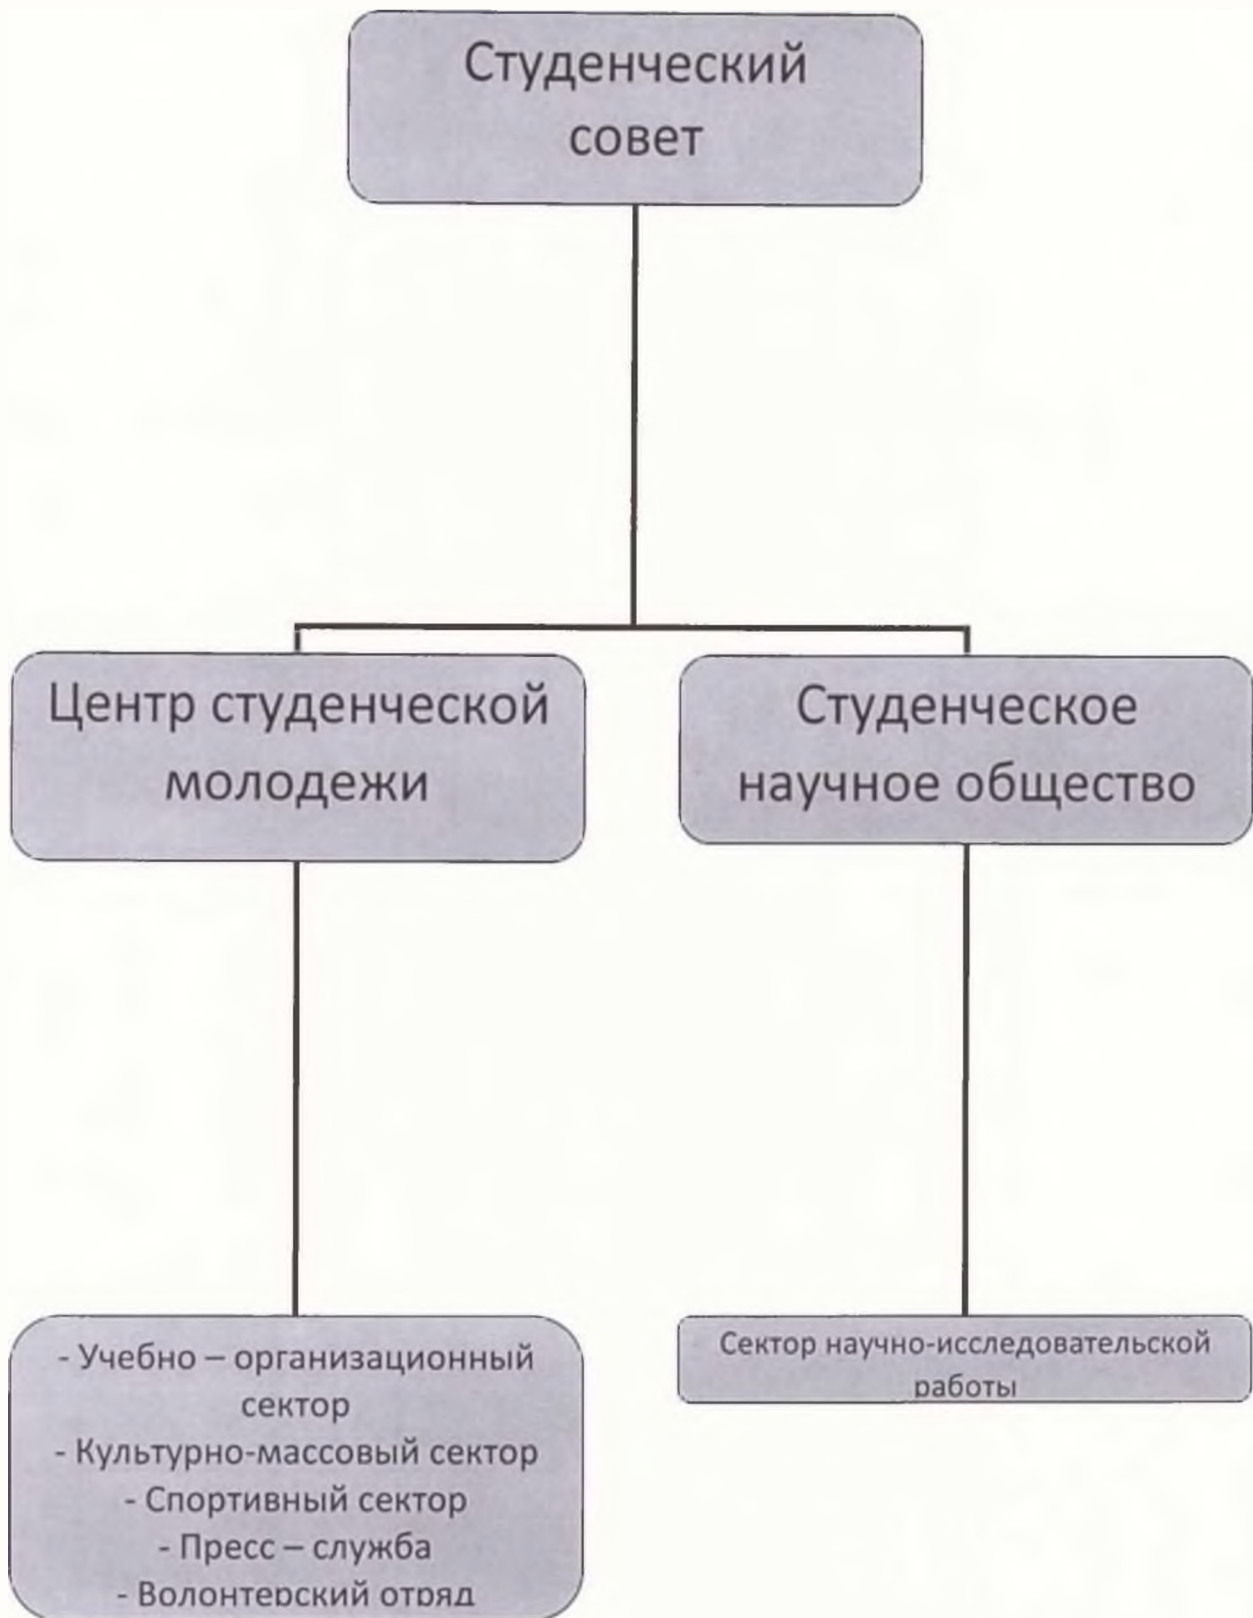 Студенческий
совет
Центр студенческой
молодежи
Студенческое
научное общество
- Учебно – организационный
сектор
- Культурно-массовый сектор
- Спортивный сектор
- Пресс – служба
- Волонтерский отряд
Сектор научно-исследовательской
работы